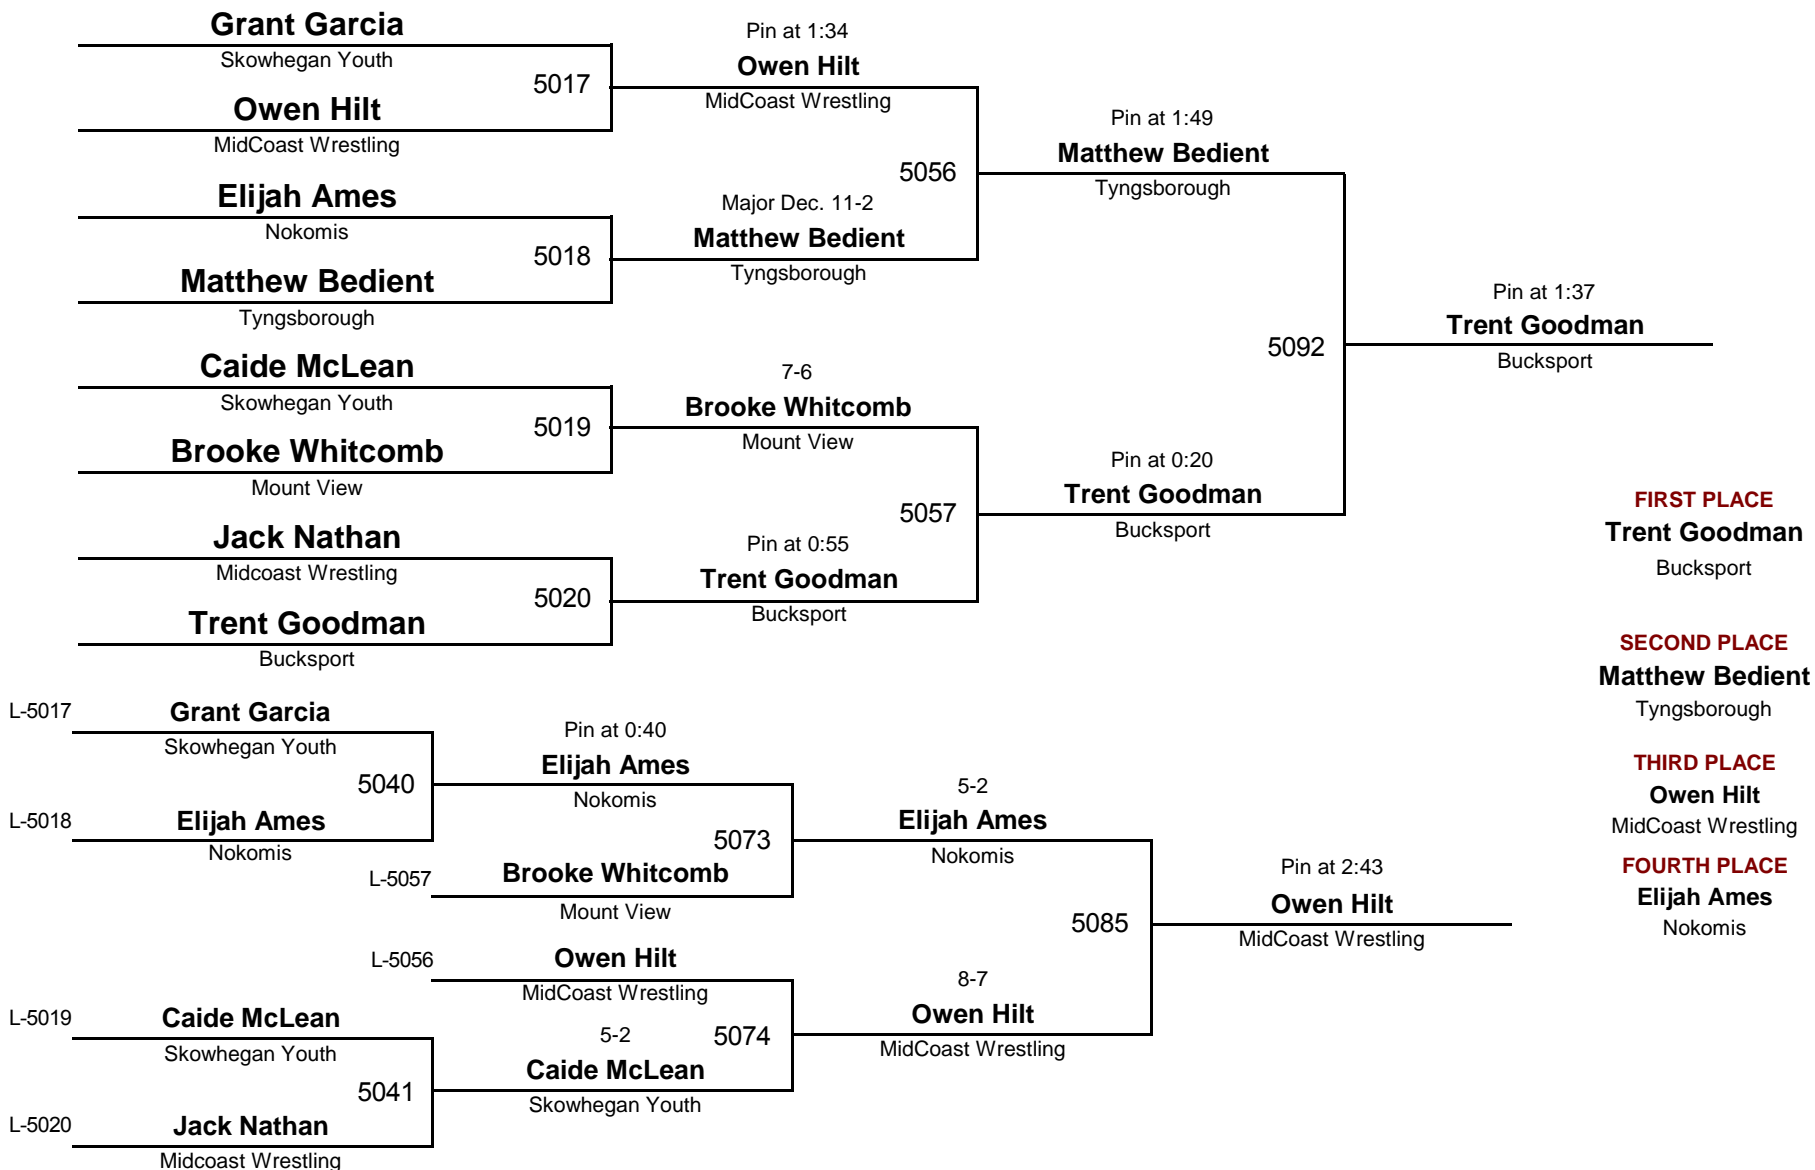 Grant Garcia
Skowhegan Youth
5017
Owen Hilt
MidCoast Wrestling
Pin at 1:34
Owen Hilt
MidCoast Wrestling
Elijah Ames
Nokomis
5018
Matthew Bedient
Tyngsborough
Major Dec. 11-2
Matthew Bedient
Tyngsborough
5056
Pin at 1:49
Matthew Bedient
Tyngsborough
Caide McLean
Skowhegan Youth
5019
Brooke Whitcomb
Mount View
7-6
Brooke Whitcomb
Mount View
Jack Nathan
Midcoast Wrestling
5020
Trent Goodman
Bucksport
Pin at 0:55
Trent Goodman
Bucksport
5057
Pin at 0:20
Trent Goodman
Bucksport
5092
Pin at 1:37
Trent Goodman
Bucksport
FIRST PLACE
Trent Goodman
Bucksport
SECOND PLACE
Matthew Bedient
Tyngsborough
THIRD PLACE
Owen Hilt
MidCoast Wrestling
FOURTH PLACE
Elijah Ames
Nokomis
L-5017
Grant Garcia
Skowhegan Youth
5040
L-5018
Elijah Ames
Nokomis
Pin at 0:40
Elijah Ames
Nokomis
5073
L-5057
Brooke Whitcomb
Mount View
5-2
Elijah Ames
Nokomis
L-5056
Owen Hilt
MidCoast Wrestling
5074
L-5019
Caide McLean
Skowhegan Youth
5041
L-5020
Jack Nathan
Midcoast Wrestling
5-2
Caide McLean
Skowhegan Youth
8-7
Owen Hilt
MidCoast Wrestling
5085
Pin at 2:43
Owen Hilt
MidCoast Wrestling